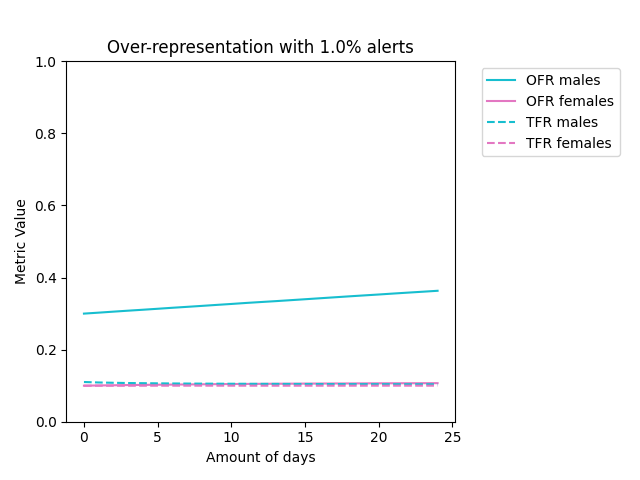 Over-representation with 1.0% alerts
1.0
0.8
0.6
0.4
0.2
0.0
Metric Value
0
5
10
15
20
25
Amount of days
OFR males
OFR females
TFR males
TFR females